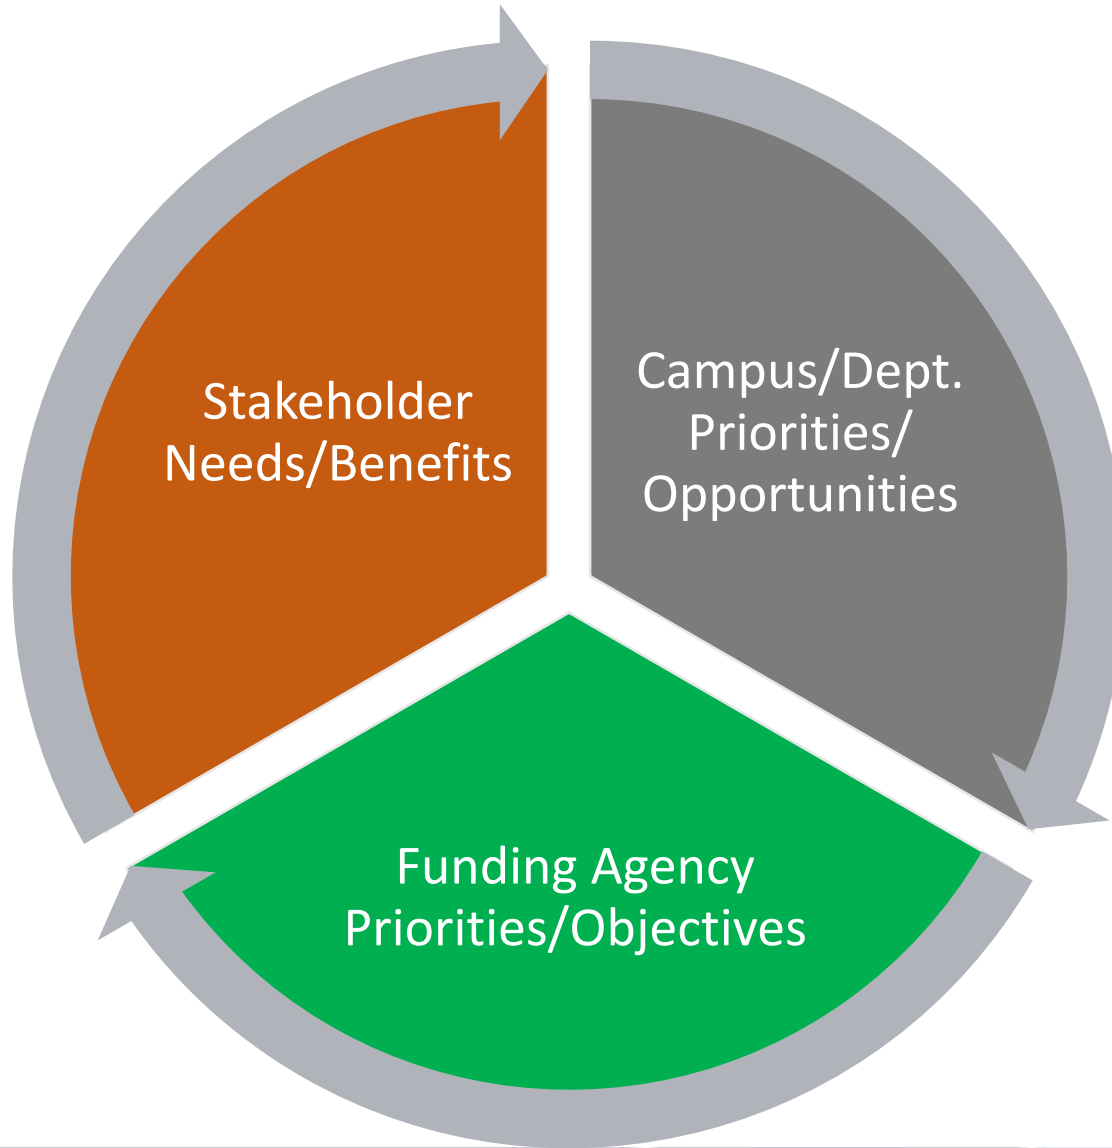 Stakeholder
Needs/Benefits
Campus/Dept.
Priorities/
Opportunities
Funding Agency
Priorities/Objectives